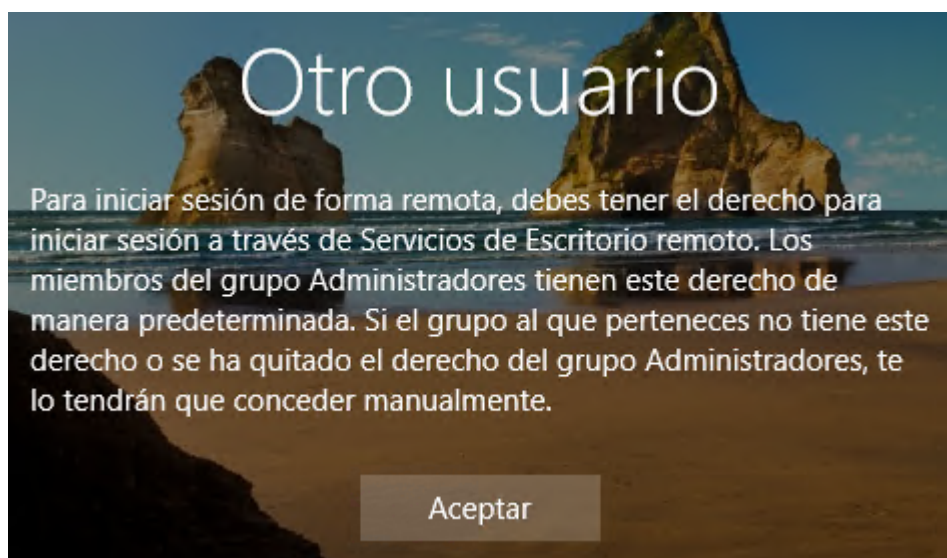 Otro usuario
Para iniciar sesión de forma remota, debes tener el derecho para
iniciar sesión a través de Servicios de Escritorio remoto. Los
miembros del grupo Administradores tienen este derecho de
manera predeterminada. Si el grupo al que perteneces no tiene este
derecho o se ha quitado el derecho del grupo Administradores, te
lo tendrán que conceder manualmente.
Aceptar